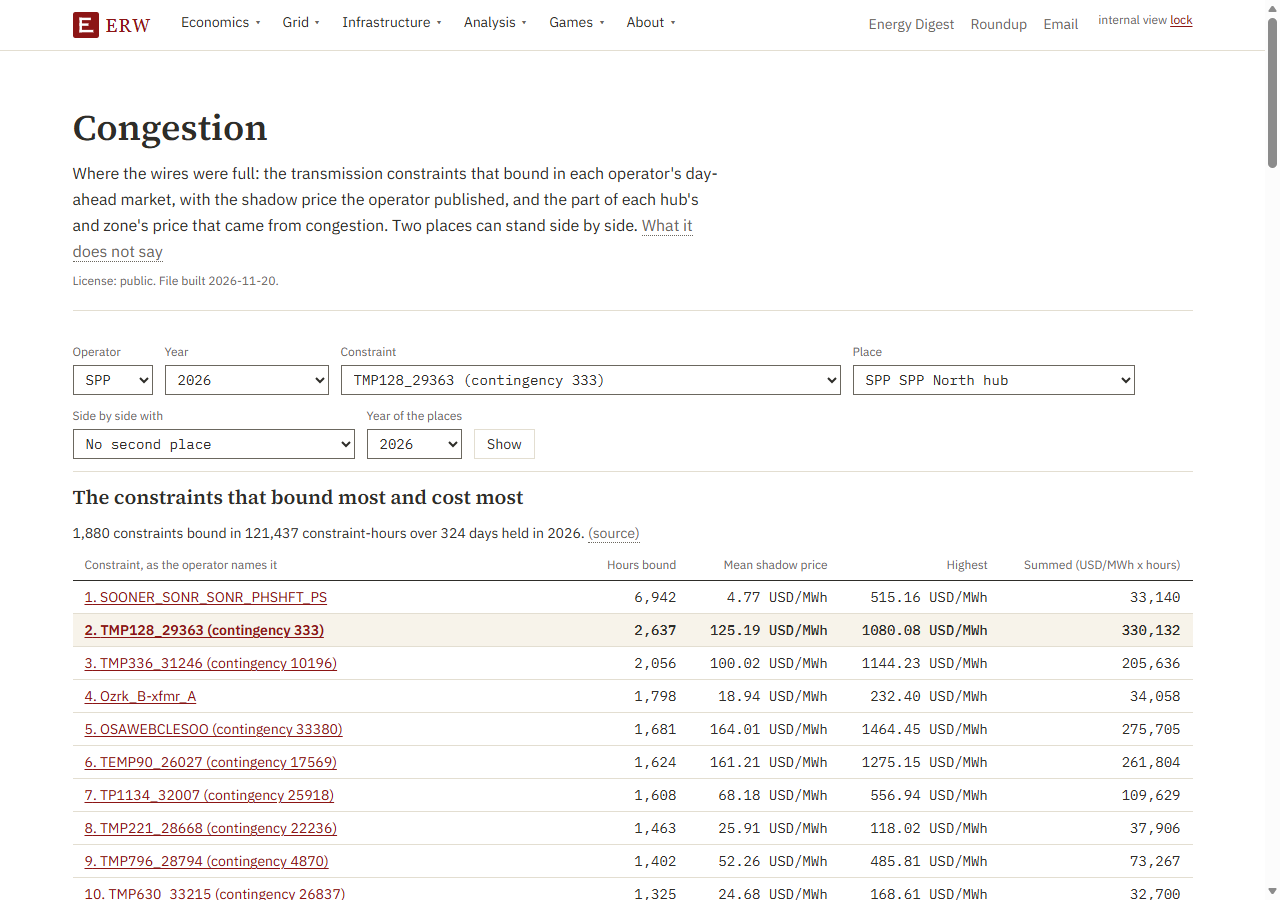 E ERW Economics ▾ Grid ▾ Infrastructure ▾ Analysis ▾ Games ▾ About ▾ Energy Digest Roundup Email internal view lock
Congestion
Where the wires were full: the transmission constraints that bound in each operator's day-
ahead market, with the shadow price the operator published, and the part of each hub's
and zone's price that came from congestion. Two places can stand side by side. What it
does not say
License: public. File built 2026-11-20.
Operator Year Constraint Place
SPP 2026 TMP128_29363 (contingency 333) SPP SPP North hub
Side by side with Year of the places
No second place 2026 Show
The constraints that bound most and cost most
1,880 constraints bound in 121,437 constraint-hours over 324 days held in 2026. (source)
Constraint, as the operator names it Hours bound Mean shadow price Highest Summed (USD/MWh x hours)
1. SOONER_SONR_SONR_PHSHFT_PS 6,942 4.77 USD/MWh 515.16 USD/MWh 33,140
2. TMP128_29363 (contingency 333) 2,637 125.19 USD/MWh 1080.08 USD/MWh 330,132
3. TMP336_31246 (contingency 10196) 2,056 100.02 USD/MWh 1144.23 USD/MWh 205,636
4. Ozrk_B-xfmr_A 1,798 18.94 USD/MWh 232.40 USD/MWh 34,058
5. OSAWEBCLESOO (contingency 33380) 1,681 164.01 USD/MWh 1464.45 USD/MWh 275,705
6. TEMP90_26027 (contingency 17569) 1,624 161.21 USD/MWh 1275.15 USD/MWh 261,804
7. TP1134_32007 (contingency 25918) 1,608 68.18 USD/MWh 556.94 USD/MWh 109,629
8. TMP221_28668 (contingency 22236) 1,463 25.91 USD/MWh 118.02 USD/MWh 37,906
9. TMP796_28794 (contingency 4870) 1,402 52.26 USD/MWh 485.81 USD/MWh 73,267
10. TMP630_33215 (contingency 26837) 1,325 24.68 USD/MWh 168.61 USD/MWh 32,700